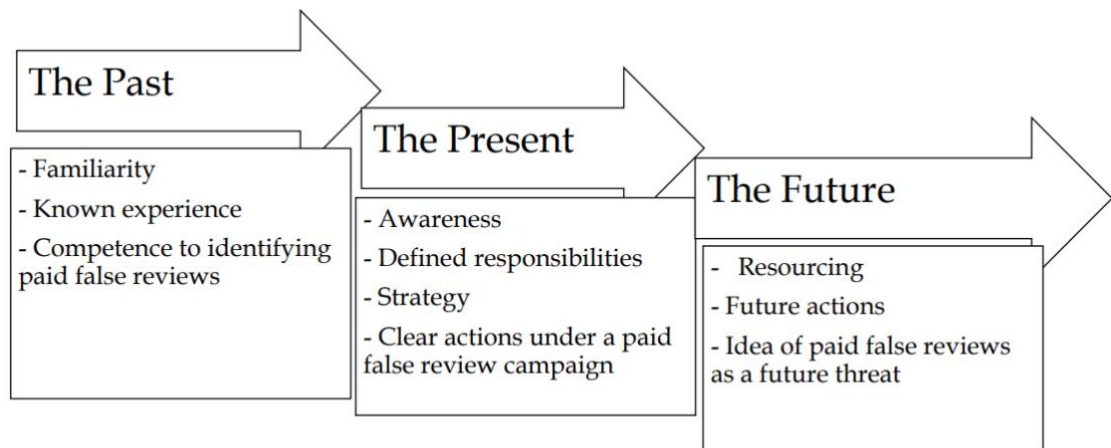 The Past
- Familiarity
- Known experience
- Competence to identifying
paid false reviews
The Present
- Awareness
- Defined responsibilities
- Strategy
- Clear actions under a paid
false review campaign
The Future
- Resourcing
- Future actions
- Idea of paid false reviews
as a future threat